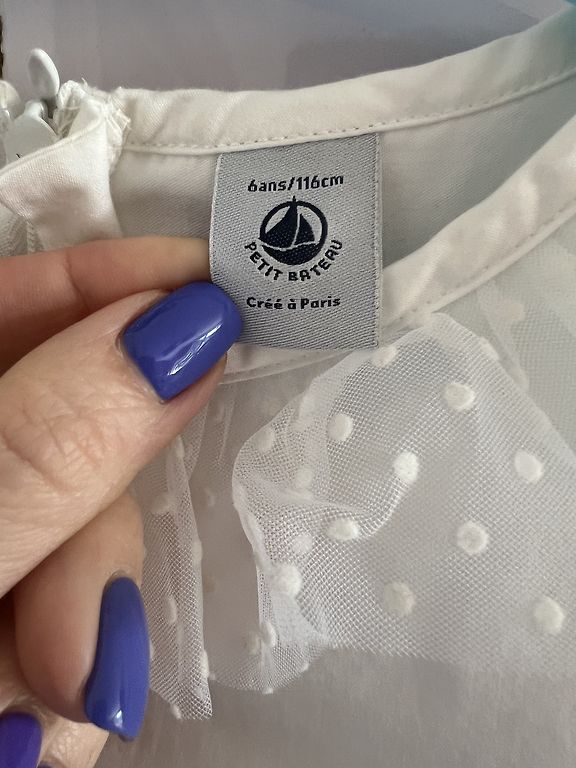 6ans/116cm
PETIT BATEAU
Créé à Paris